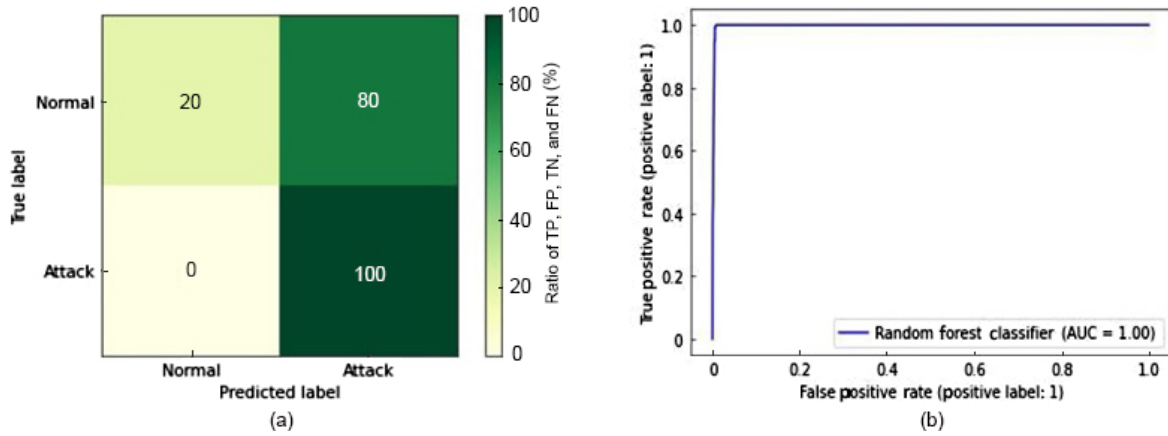 Normal
Attack
True label
20
80
0
100
Normal
Attack
Predicted label
(a)
100
80
60
40
20
0
Ratio of TP, FP, TN, and FN (%)
1.0
0.8
0.6
0.4
0.2
0
True positive rate (positive label: 1)
Random forest classifier (AUC = 1.00)
0
0.2
0.4
0.6
0.8
1.0
False positive rate (positive label: 1)
(b)